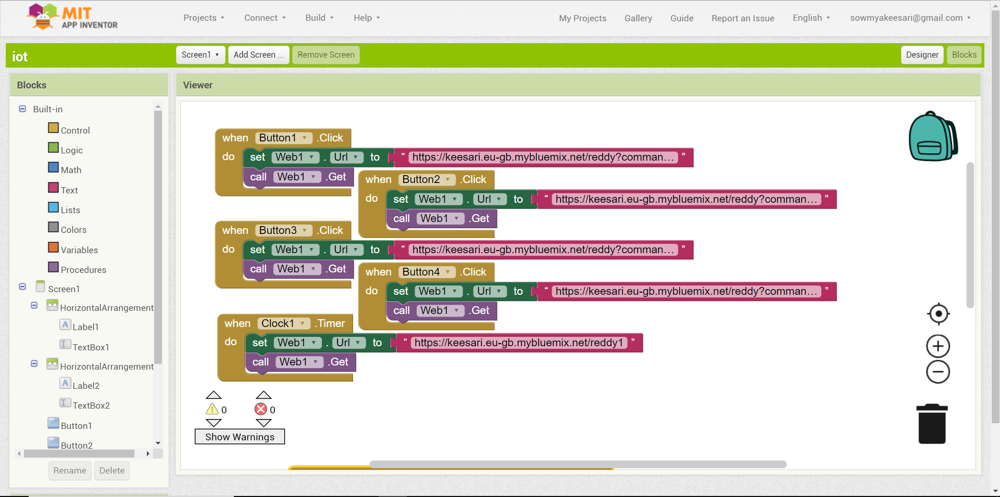 MIT
APP INVENTOR
Projects
Connect
Build
Help
My Projects
Gallery
Guide
Report an Issue
English
sowmyakeesari@gmail.com
iot
Screen1
Add Screen ...
Remove Screen
Designer
Blocks
Blocks
Built-in
Control
Logic
Math
Text
Lists
Colors
Variables
Procedures
Screen1
HorizontalArrangement
Label1
TextBox1
HorizontalArrangement
Label2
TextBox2
Button1
Button2
Rename
Delete
Viewer
when Button1 .Click
do set Web1 . Url to “ https://keesari.eu-gb.mybluemix.net/reddy?comman... ”
call Web1 .Get
when Button2 .Click
do set Web1 . Url to “ https://keesari.eu-gb.mybluemix.net/reddy?comman... ”
call Web1 .Get
when Button3 .Click
do set Web1 . Url to “ https://keesari.eu-gb.mybluemix.net/reddy?comman... ”
call Web1 .Get
when Button4 .Click
do set Web1 . Url to “ https://keesari.eu-gb.mybluemix.net/reddy?comman... ”
call Web1 .Get
when Clock1 .Timer
do set Web1 . Url to “ https://keesari.eu-gb.mybluemix.net/reddy1 ”
call Web1 .Get
0
0
Show Warnings